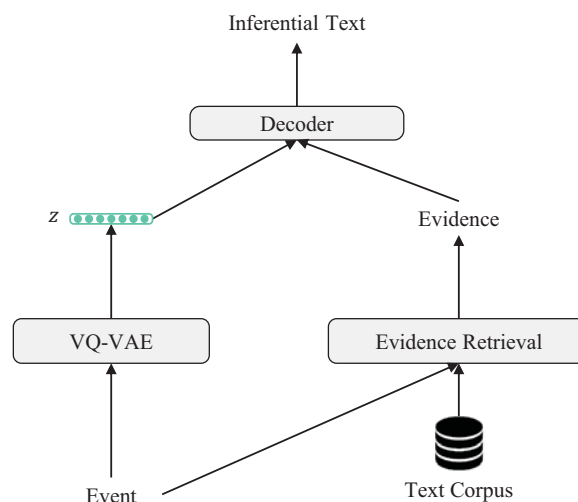 Inferential Text
Decoder
z
Evidence
VQ-VAE
Evidence Retrieval
Event
Text Corpus